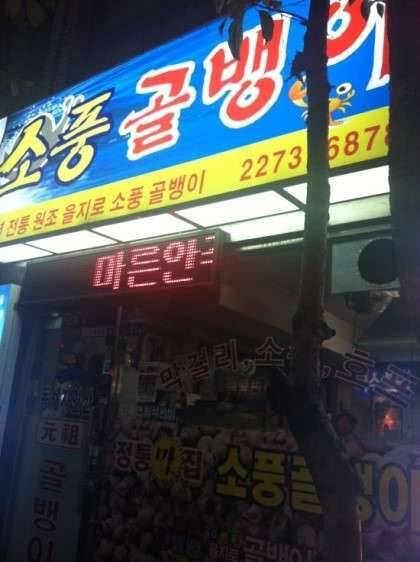 소풍 골뱅이
전통 원조 을지로 소풍 골뱅이 2273 6878
마른안
막걸리, 소주, 호프
元祖 골뱅이
정통맛집 소풍골뱅이
골뱅이